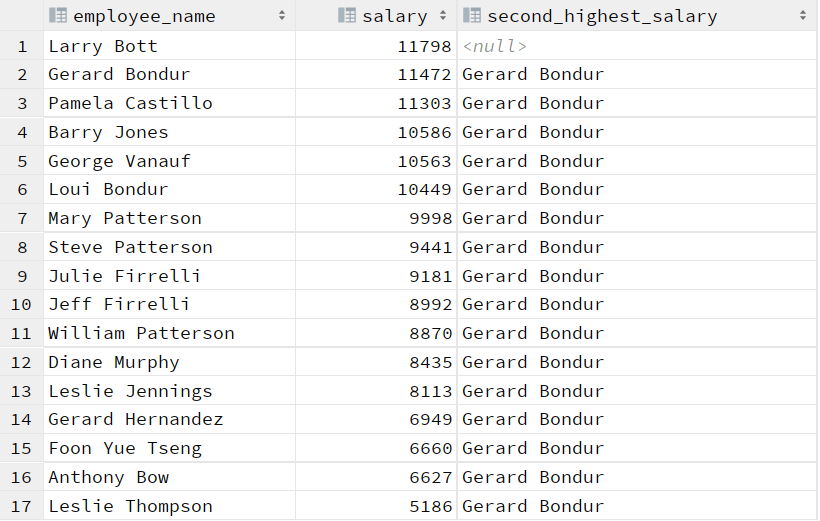 employee_name salary second_highest_salary
1 Larry Bott 11798 <null>
2 Gerard Bondur 11472 Gerard Bondur
3 Pamela Castillo 11303 Gerard Bondur
4 Barry Jones 10586 Gerard Bondur
5 George Vanauf 10563 Gerard Bondur
6 Loui Bondur 10449 Gerard Bondur
7 Mary Patterson 9998 Gerard Bondur
8 Steve Patterson 9441 Gerard Bondur
9 Julie Firrelli 9181 Gerard Bondur
10 Jeff Firrelli 8992 Gerard Bondur
11 William Patterson 8870 Gerard Bondur
12 Diane Murphy 8435 Gerard Bondur
13 Leslie Jennings 8113 Gerard Bondur
14 Gerard Hernandez 6949 Gerard Bondur
15 Foon Yue Tseng 6660 Gerard Bondur
16 Anthony Bow 6627 Gerard Bondur
17 Leslie Thompson 5186 Gerard Bondur